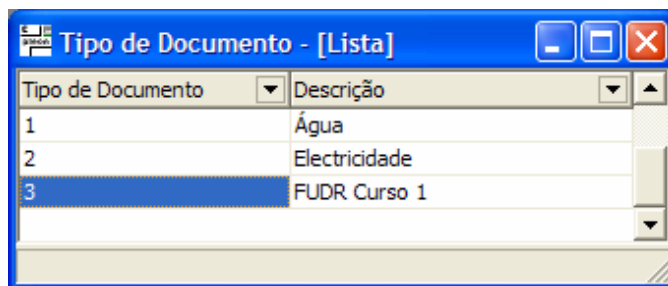 Tipo de Documento - [Lista]
Tipo de Documento Descrição
1 Água
2 Electricidade
3 FUDR Curso 1